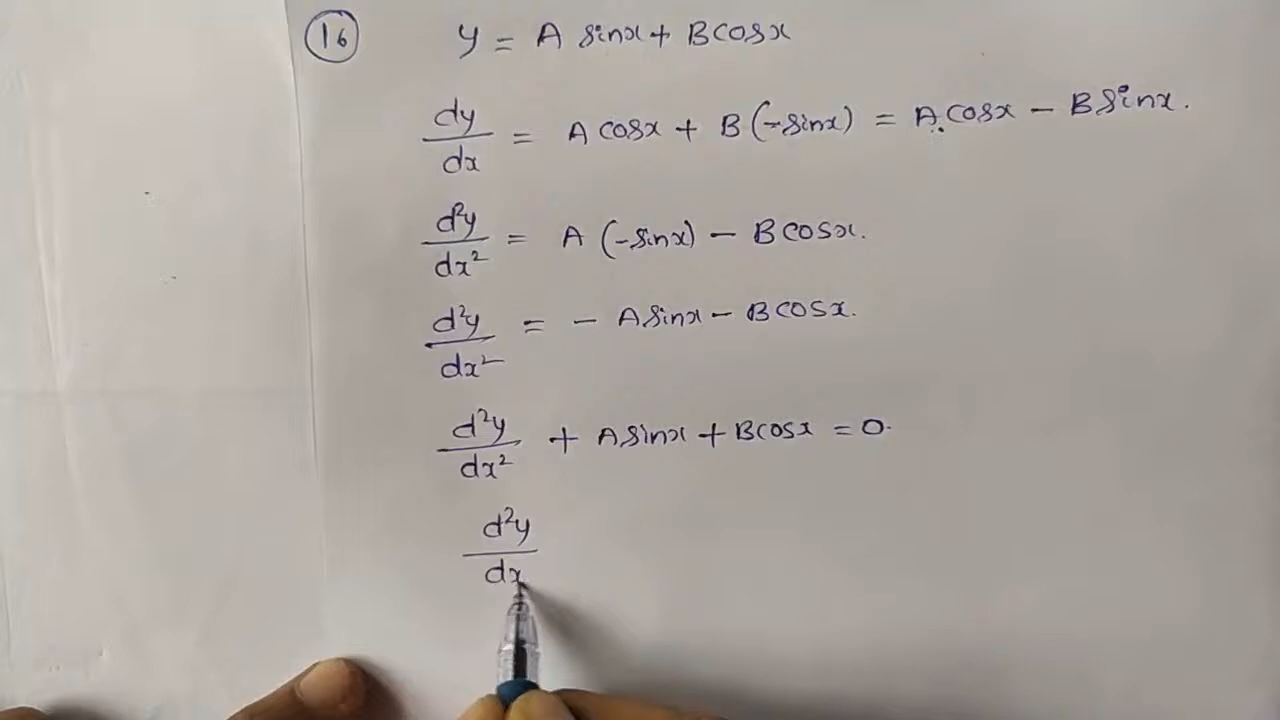 16 y = A sinx + B cosx
dy/dx = A cosx + B (-sinx) = A cosx - B sinx.
d²y/dx² = A (-sinx) - B cosx.
d²y/dx² = - A sinx - B cosx.
d²y/dx² + A sinx + B cosx = 0.
d²y/dx